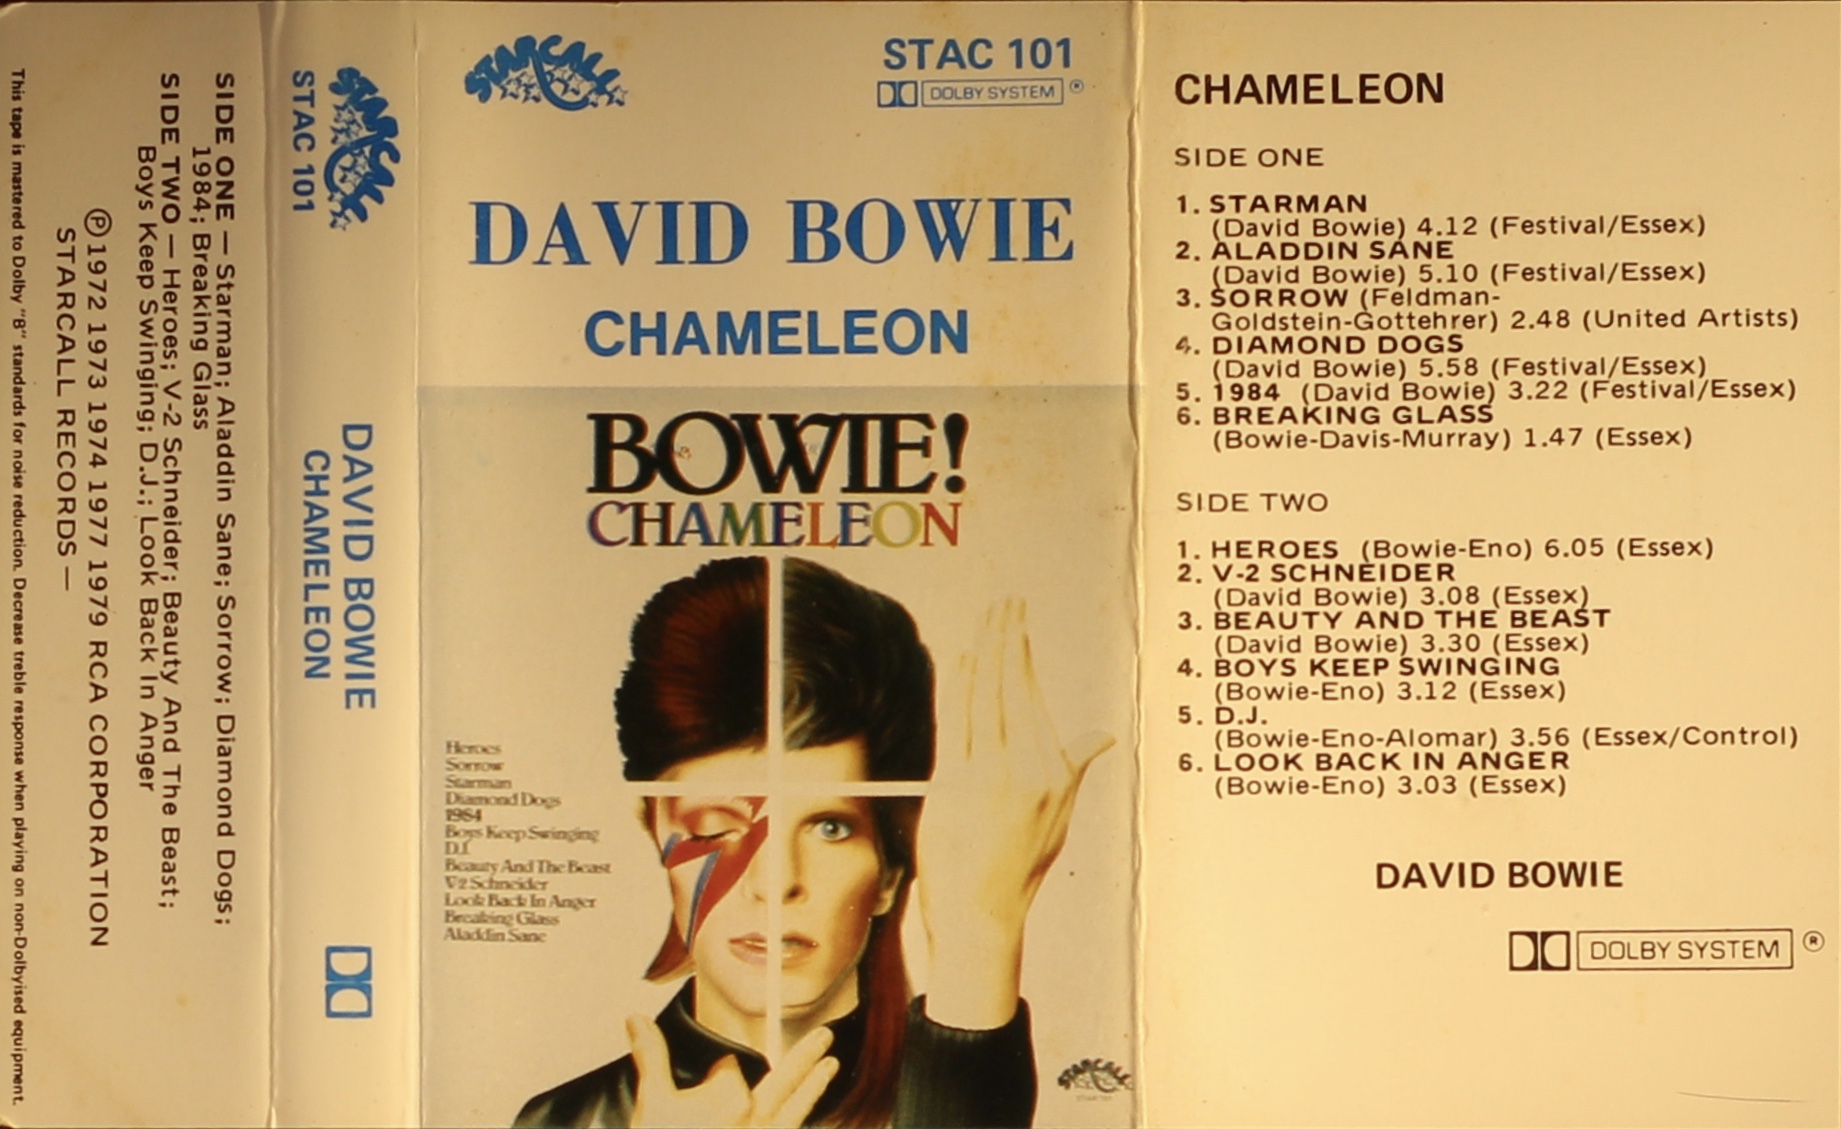 This tape is mastered to Dolby "B" standards for noise reduction. Decrease treble response when playing on non-Dolbyised equipment.
SIDE ONE — Starman; Aladdin Sane; Sorrow; Diamond Dogs;
1984; Breaking Glass
SIDE TWO — Heroes; V-2 Schneider; Beauty And The Beast;
Boys Keep Swinging; D.J.; Look Back In Anger
℗1972 1973 1974 1977 1979 RCA CORPORATION
STARCALL RECORDS —
STARCALL
STAC 101
DAVID BOWIE
CHAMELEON
STARCALL
STAC 101
DOLBY SYSTEM ®
DAVID BOWIE
CHAMELEON
BOWIE!
CHAMELEON
Heroes
Sorrow
Starman
Diamond Dogs
1984
Boys Keep Swinging
D.J.
Beauty And The Beast
V-2 Schneider
Look Back In Anger
Breaking Glass
Aladdin Sane
STARCALL
CHAMELEON
SIDE ONE
1. STARMAN
(David Bowie) 4.12 (Festival/Essex)
2. ALADDIN SANE
(David Bowie) 5.10 (Festival/Essex)
3. SORROW (Feldman-
Goldstein-Gottehrer) 2.48 (United Artists)
4. DIAMOND DOGS
(David Bowie) 5.58 (Festival/Essex)
5. 1984 (David Bowie) 3.22 (Festival/Essex)
6. BREAKING GLASS
(Bowie-Davis-Murray) 1.47 (Essex)
SIDE TWO
1. HEROES (Bowie-Eno) 6.05 (Essex)
2. V-2 SCHNEIDER
(David Bowie) 3.08 (Essex)
3. BEAUTY AND THE BEAST
(David Bowie) 3.30 (Essex)
4. BOYS KEEP SWINGING
(Bowie-Eno) 3.12 (Essex)
5. D.J.
(Bowie-Eno-Alomar) 3.56 (Essex/Control)
6. LOOK BACK IN ANGER
(Bowie-Eno) 3.03 (Essex)
DAVID BOWIE
DOLBY SYSTEM ®